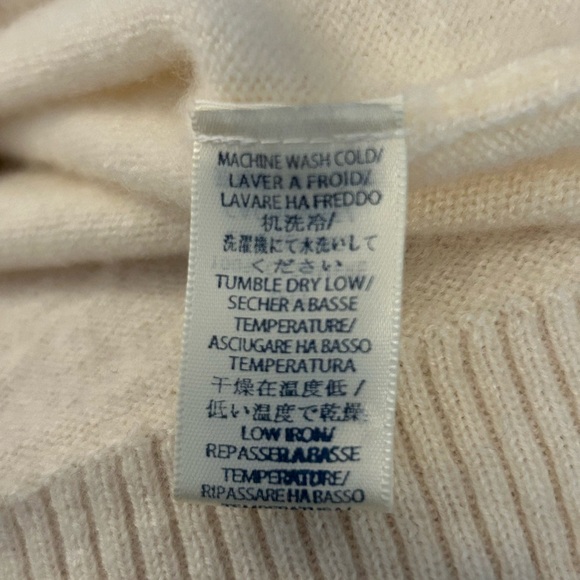 MACHINE WASH COLD/
LAVER A FROID/
LAVARE HA FREDDO
机洗冷/
洗濯機にて水洗いして
ください
TUMBLE DRY LOW/
SECHER A BASSE
TEMPERATURE/
ASCIUGARE HA BASSO
TEMPERATURA
干燥在温度低/
低い温度で乾燥
LOW IRON/
REPASSER A BASSE
TEMPERATURE/
RIPASSARE HA BASSO